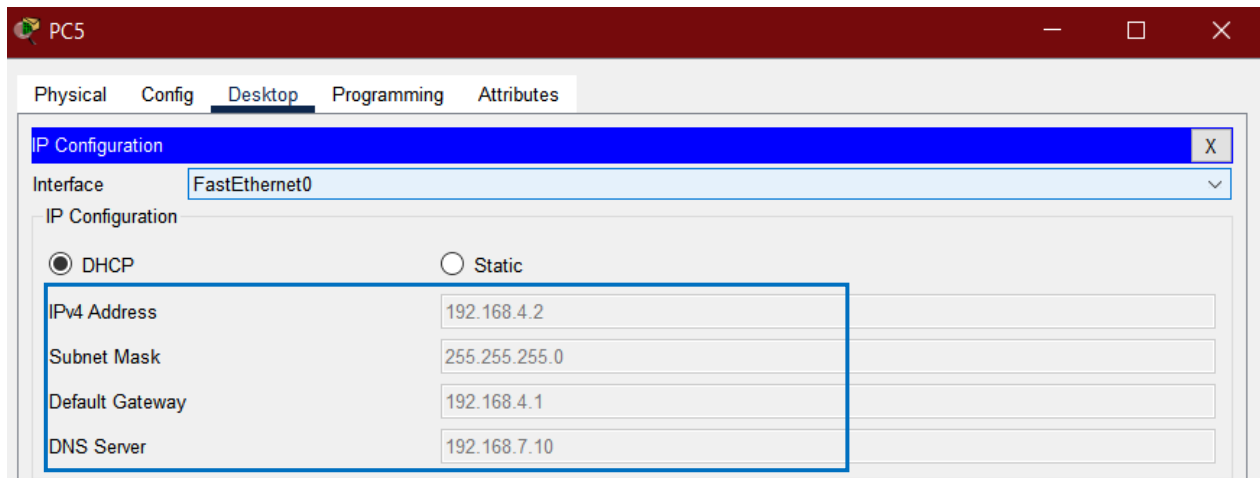 PC5
Physical Config Desktop Programming Attributes
IP Configuration X
Interface FastEthernet0
IP Configuration
DHCP Static
IPv4 Address 192.168.4.2
Subnet Mask 255.255.255.0
Default Gateway 192.168.4.1
DNS Server 192.168.7.10